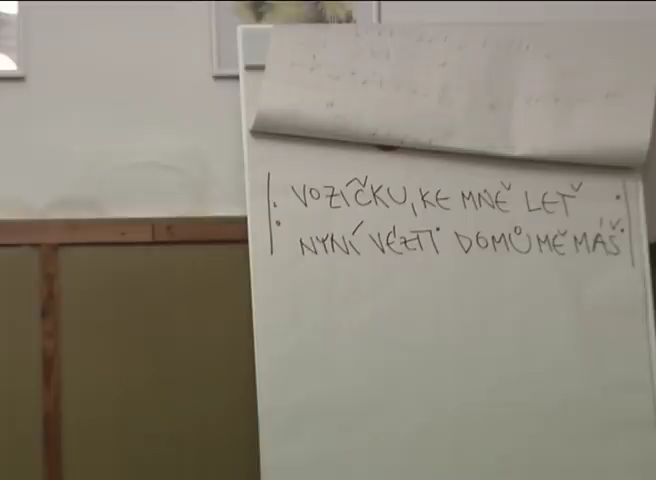 |: VOZÍČKU, KE MNĚ LEŤ
NYNÍ VÉZTI DOMŮ MĚ MÁŠ :|